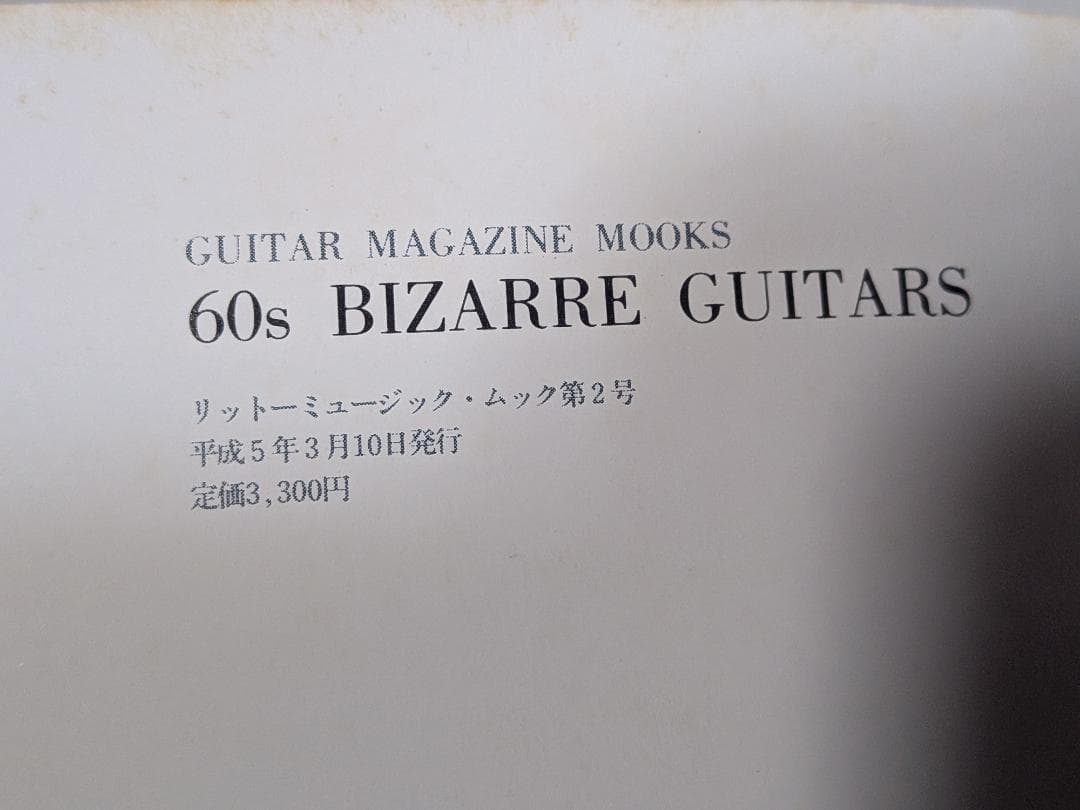 GUITAR MAGAZINE MOOKS
60s BIZARRE GUITARS
リットーミュージック・ムック第2号
平成5年3月10日発行
定価3,300円